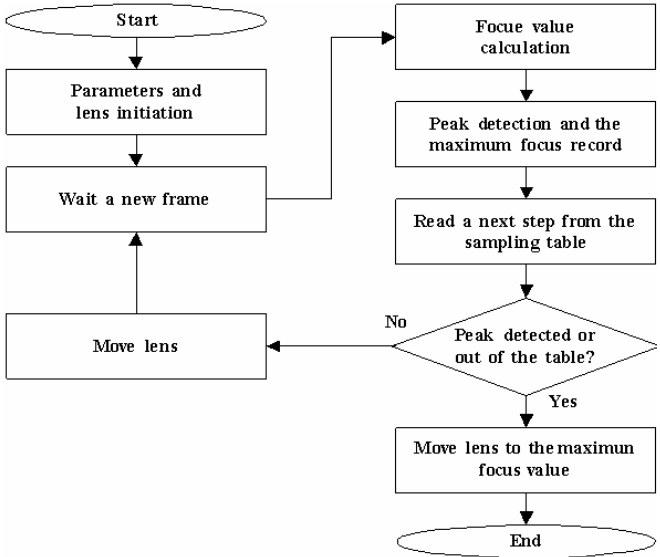 Start
Parameters and
lens initiation
Wait a new frame
Focue value
calculation
Peak detection and the
maximum focus record
Read a next step from the
sampling table
Peak detected or
out of the table?
No
Move lens
Yes
Move lens to the maximun
focus value
End